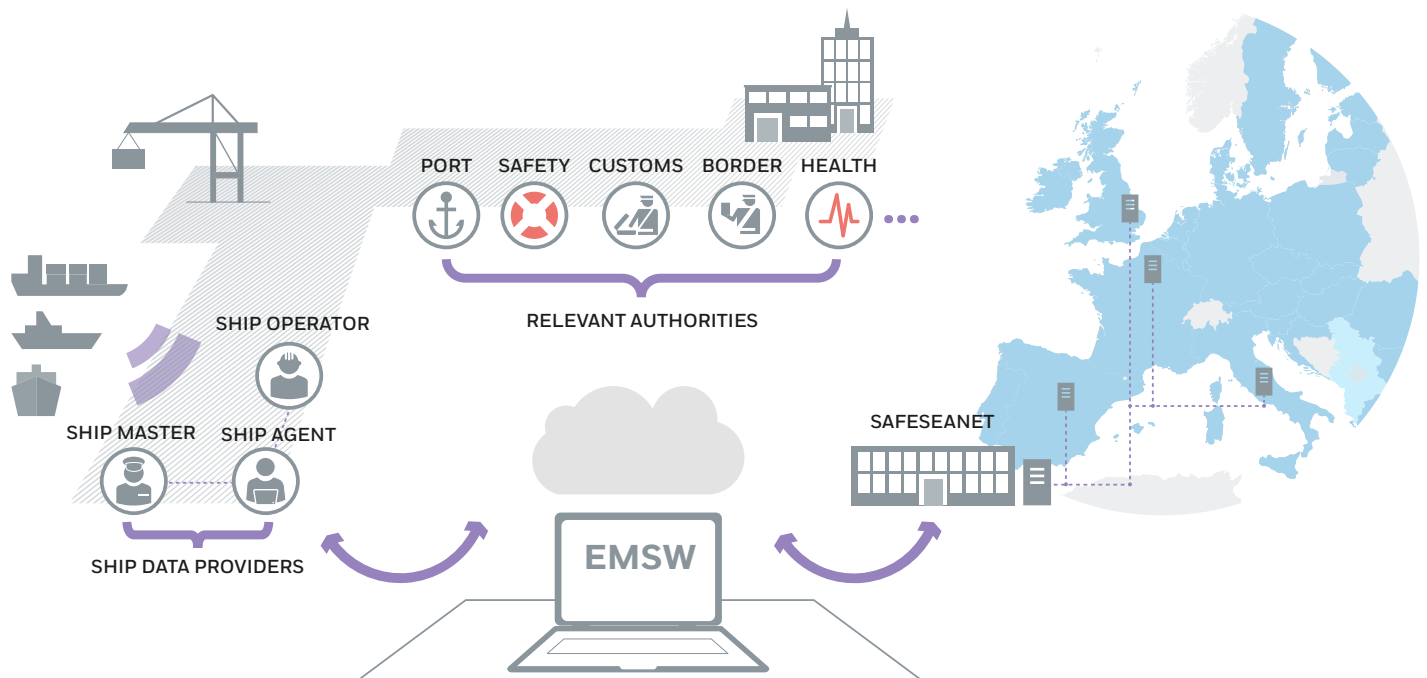 PORT
SAFETY
CUSTOMS
BORDER
HEALTH
RELEVANT AUTHORITIES
SHIP OPERATOR
SHIP MASTER
SHIP AGENT
SHIP DATA PROVIDERS
EMSW
SAFESEANET